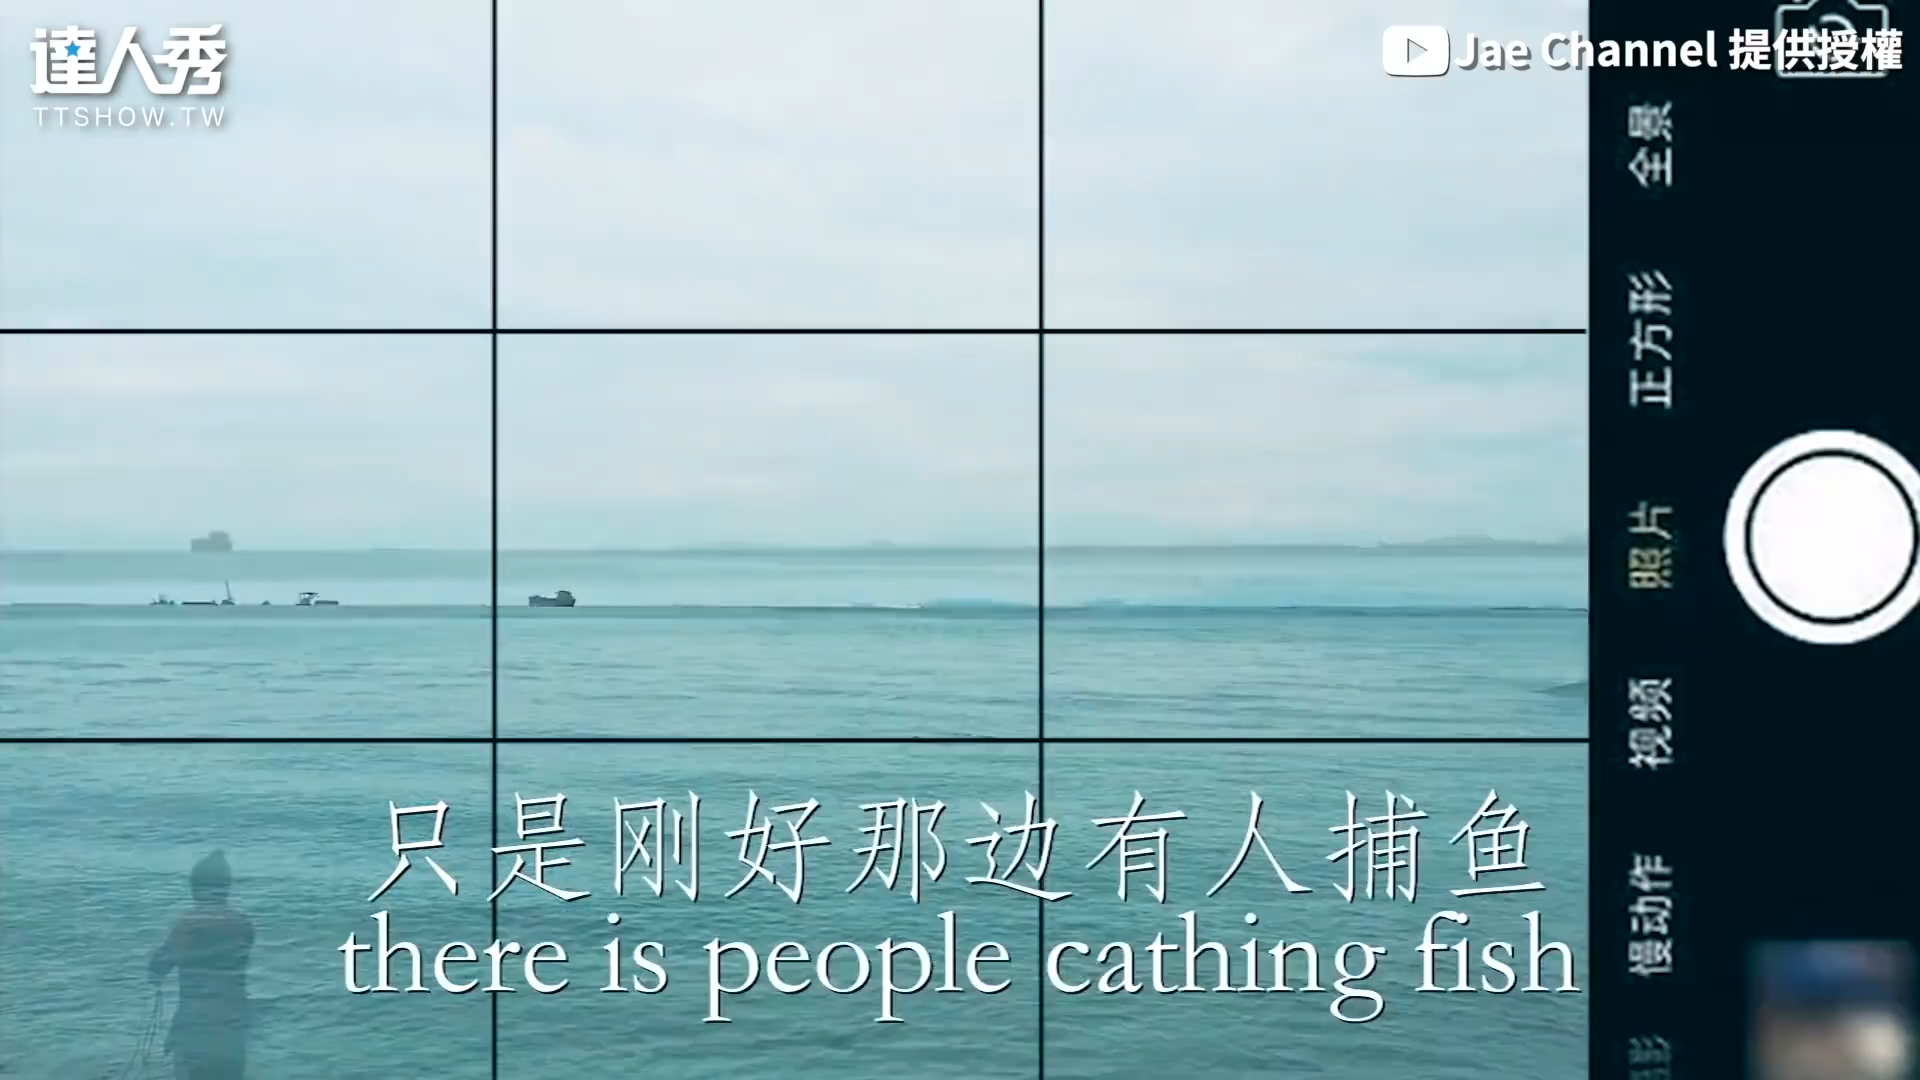 達人秀
TTSHOW.TW
Jae Channel 提供授權
全景
正方形
照片
视频
慢动作
只是刚好那边有人捕鱼
there is people cathing fish